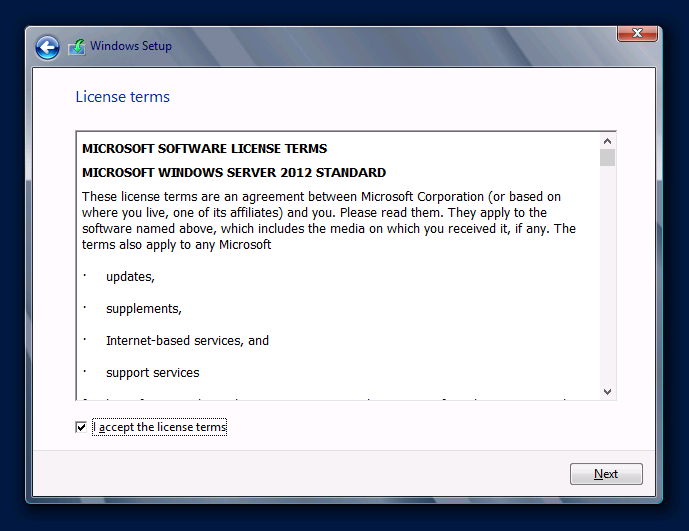 Windows Setup
License terms
MICROSOFT SOFTWARE LICENSE TERMS
MICROSOFT WINDOWS SERVER 2012 STANDARD
These license terms are an agreement between Microsoft Corporation (or based on
where you live, one of its affiliates) and you. Please read them. They apply to the
software named above, which includes the media on which you received it, if any. The
terms also apply to any Microsoft
· updates,
· supplements,
· Internet-based services, and
· support services
I accept the license terms
Next